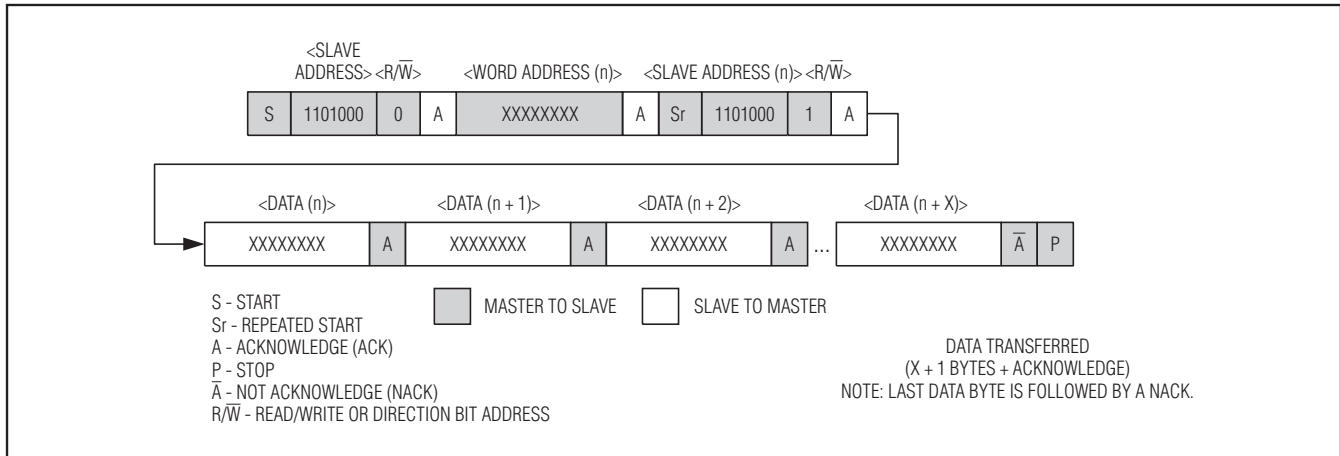 <SLAVE
ADDRESS> <R/W̅> <WORD ADDRESS (n)> <SLAVE ADDRESS (n)> <R/W̅>
S 1101000 0 A XXXXXXXX A Sr 1101000 1 A
<DATA (n)> <DATA (n + 1)> <DATA (n + 2)> <DATA (n + X)>
XXXXXXXX A XXXXXXXX A XXXXXXXX A ... XXXXXXXX A̅ P
S - START
Sr - REPEATED START
A - ACKNOWLEDGE (ACK)
P - STOP
A̅ - NOT ACKNOWLEDGE (NACK)
R/W̅ - READ/WRITE OR DIRECTION BIT ADDRESS
MASTER TO SLAVE
SLAVE TO MASTER
DATA TRANSFERRED
(X + 1 BYTES + ACKNOWLEDGE)
NOTE: LAST DATA BYTE IS FOLLOWED BY A NACK.